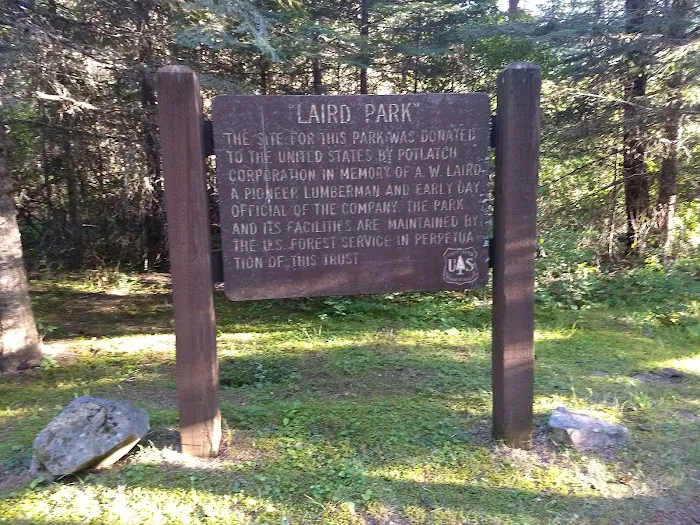 "LAIRD PARK"
THE SITE FOR THIS PARK WAS DONATED
TO THE UNITED STATES BY POTLATCH
CORPORATION IN MEMORY OF A. W. LAIRD
A PIONEER LUMBERMAN AND EARLY DAY
OFFICIAL OF THE COMPANY. THE PARK
AND ITS FACILITIES ARE MAINTAINED BY
THE U.S. FOREST SERVICE IN PERPETUA
TION OF THIS TRUST
U S